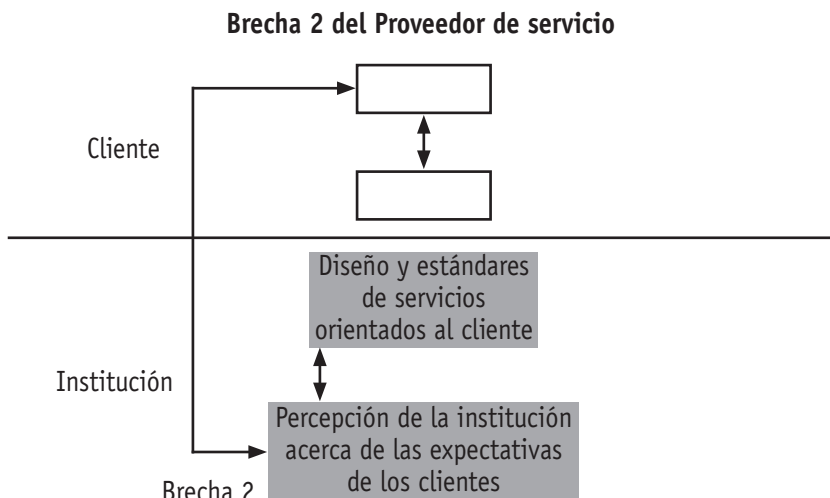 Brecha 2 del Proveedor de servicio
Cliente
Diseño y estándares
de servicios
orientados al cliente
Institución
Percepción de la institución
acerca de las expectativas
de los clientes
Brecha 2